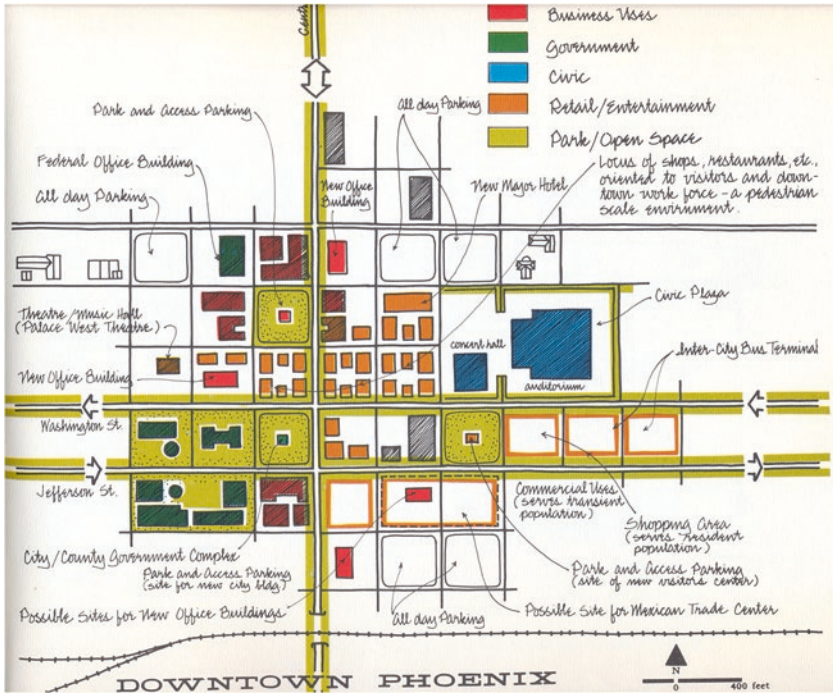 Centr
Business Uses
Government
Civic
Retail/Entertainment
Park/Open Space
Park and Access Parking
All day Parking
Federal Office Building
All day Parking
New Office
Building
New Major Hotel
Locus of shops, restaurants, etc.,
oriented to visitors and down-
town work force - a pedestrian
scale envirnment.
Theatre/Music Hall
(Palace West Theatre)
Civic Plaza
concert hall
Inter-City Bus Terminal
New Office Building
auditorium
Washington St.
Jefferson St.
Commercial Uses
(serves transient
population)
Shopping Area
(serves resident
population)
City/County Government Complex
Park and Access Parking
(site for new city bldg)
Park and Access Parking
(site of new visitors center)
Possible Sites for New Office Buildings
All day Parking
Possible Site for Mexican Trade Center
DOWNTOWN PHOENIX
N
0
400 feet